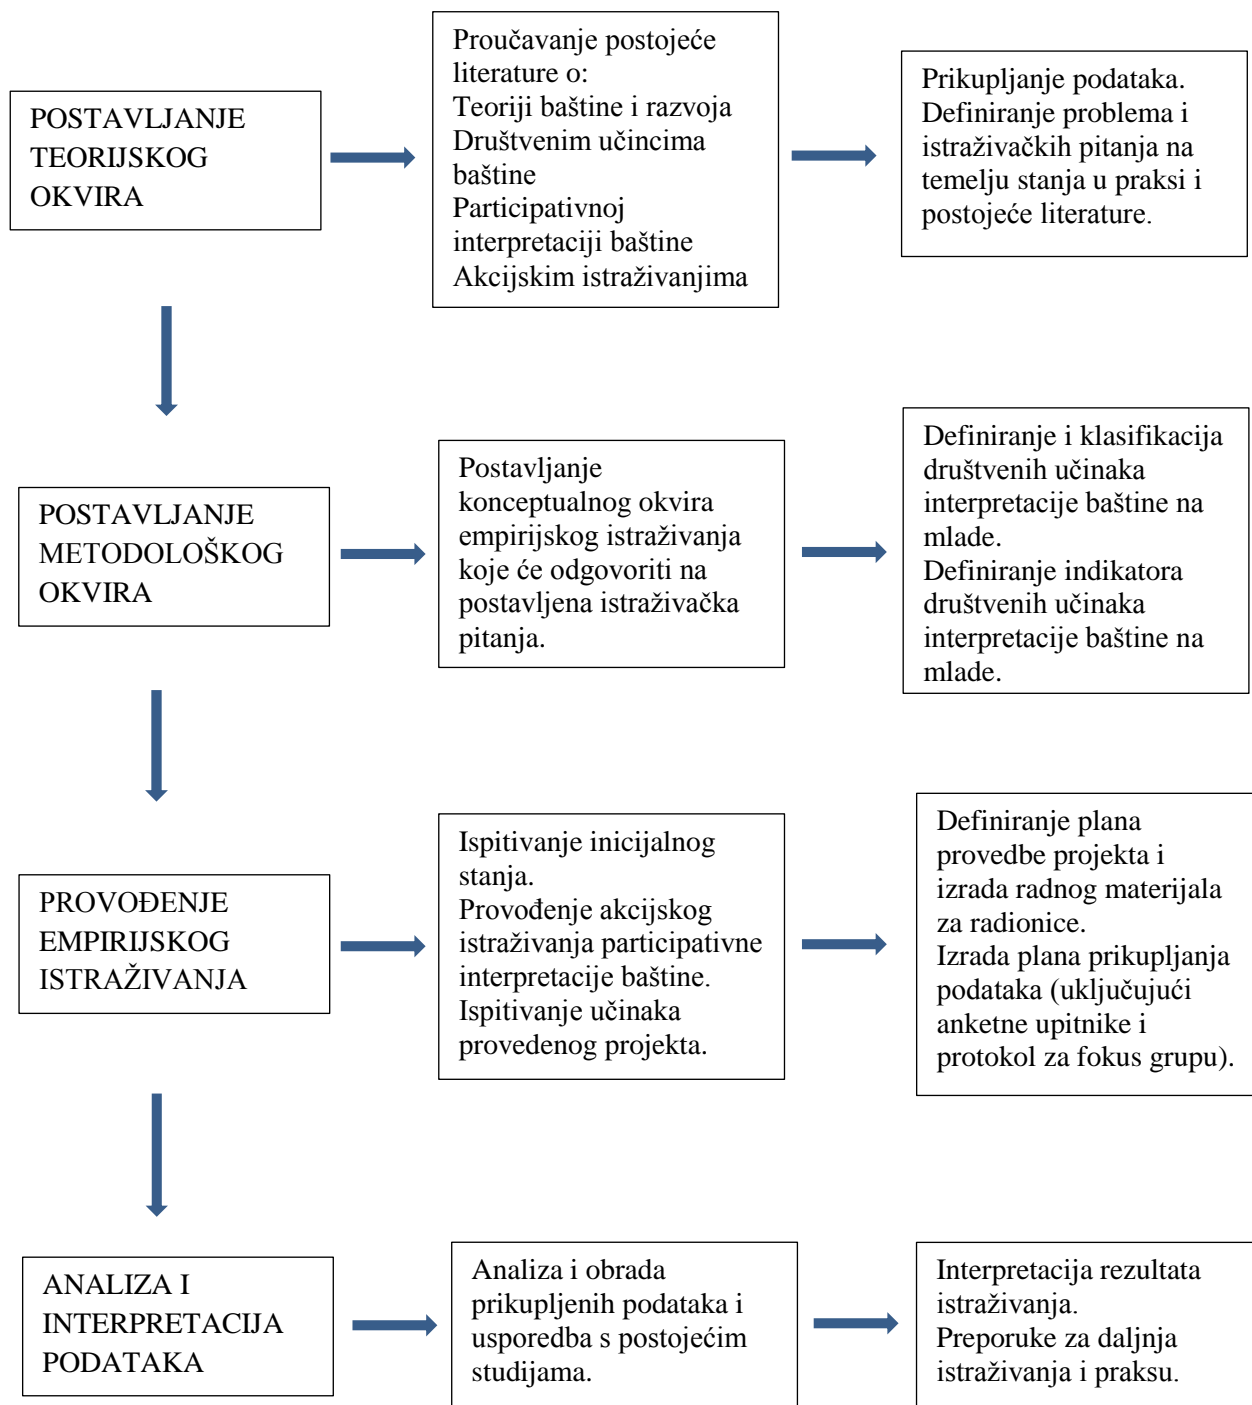 POSTAVLJANJE
TEORIJSKOG
OKVIRA
Proučavanje postojeće
literature o:
Teoriji baštine i razvoja
Društvenim učincima
baštine
Participativnoj
interpretaciji baštine
Akcijskim istraživanjima
Prikupljanje podataka.
Definiranje problema i
istraživačkih pitanja na
temelju stanja u praksi i
postojeće literature.
POSTAVLJANJE
METODOLOŠKOG
OKVIRA
Postavljanje
konceptualnog okvira
empirijskog istraživanja
koje će odgovoriti na
postavljena istraživačka
pitanja.
Definiranje i klasifikacija
društvenih učinaka
interpretacije baštine na
mlade.
Definiranje indikatora
društvenih učinaka
interpretacije baštine na
mlade.
PROVOĐENJE
EMPIRIJSKOG
ISTRAŽIVANJA
Ispitivanje inicijalnog
stanja.
Provođenje akcijskog
istraživanja participativne
interpretacije baštine.
Ispitivanje učinaka
provedenog projekta.
Definiranje plana
provedbe projekta i
izrada radnog materijala
za radionice.
Izrada plana prikupljanja
podataka (uključujući
anketne upitnike i
protokol za fokus grupu).
ANALIZA I
INTERPRETACIJA
PODATAKA
Analiza i obrada
prikupljenih podataka i
usporedba s postojećim
studijama.
Interpretacija rezultata
istraživanja.
Preporuke za daljnja
istraživanja i praksu.